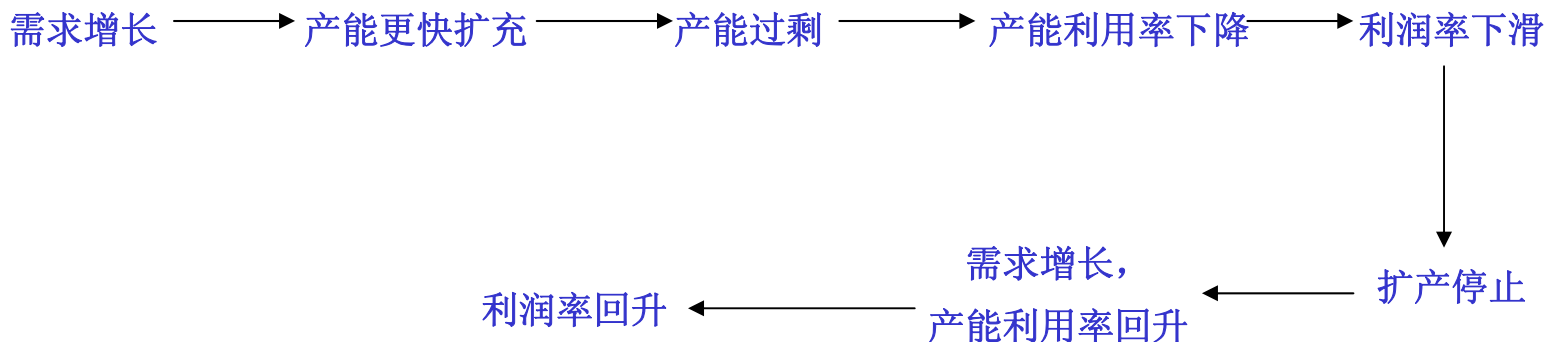 需求增长
产能更快扩充
产能过剩
产能利用率下降
利润率下滑
扩产停止
需求增长，
产能利用率回升
利润率回升